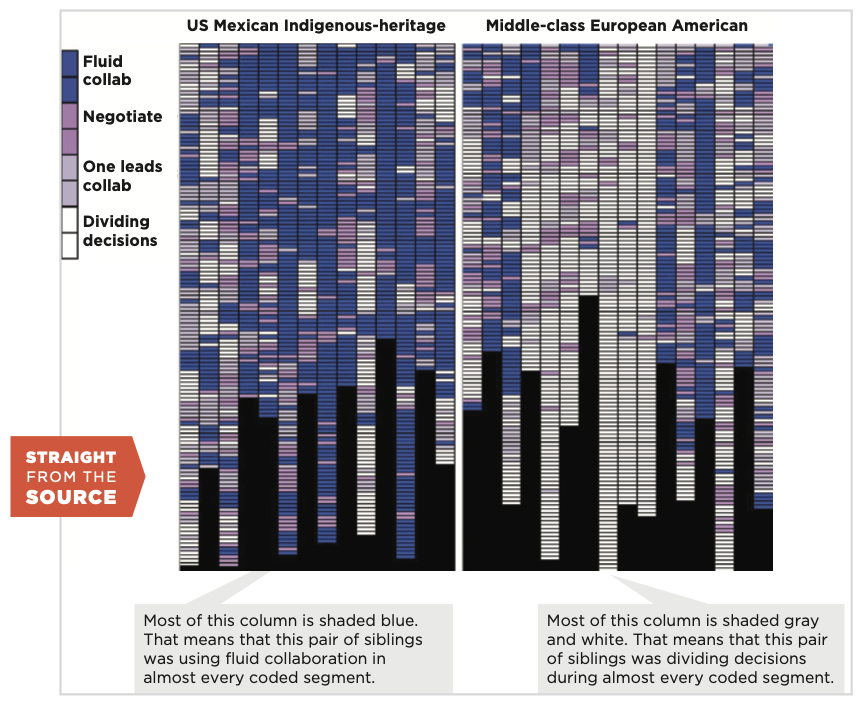 US Mexican Indigenous-heritage
Middle-class European American
Fluid
collab
Negotiate
One leads
collab
Dividing
decisions
STRAIGHT
FROM THE
SOURCE
Most of this column is shaded blue.
That means that this pair of siblings
was using fluid collaboration in
almost every coded segment.
Most of this column is shaded gray
and white. That means that this pair
of siblings was dividing decisions
during almost every coded segment.